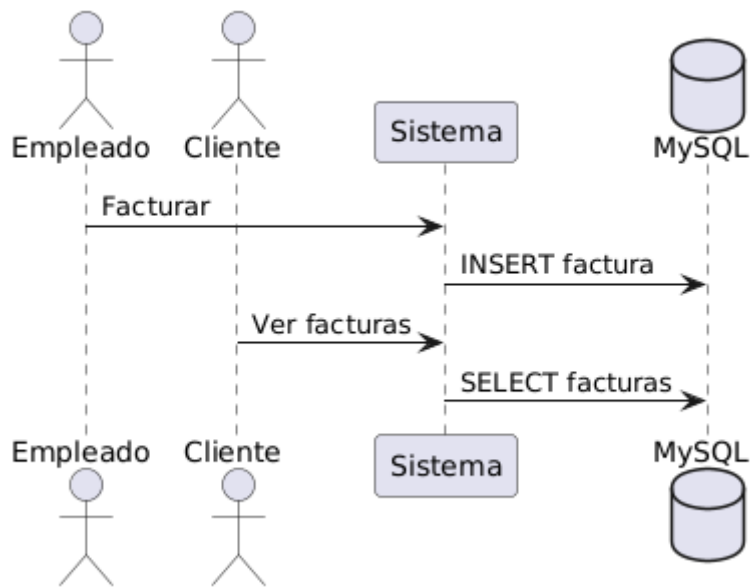 Empleado
Cliente
Sistema
MySQL
Facturar
INSERT factura
Ver facturas
SELECT facturas
Empleado
Cliente
Sistema
MySQL